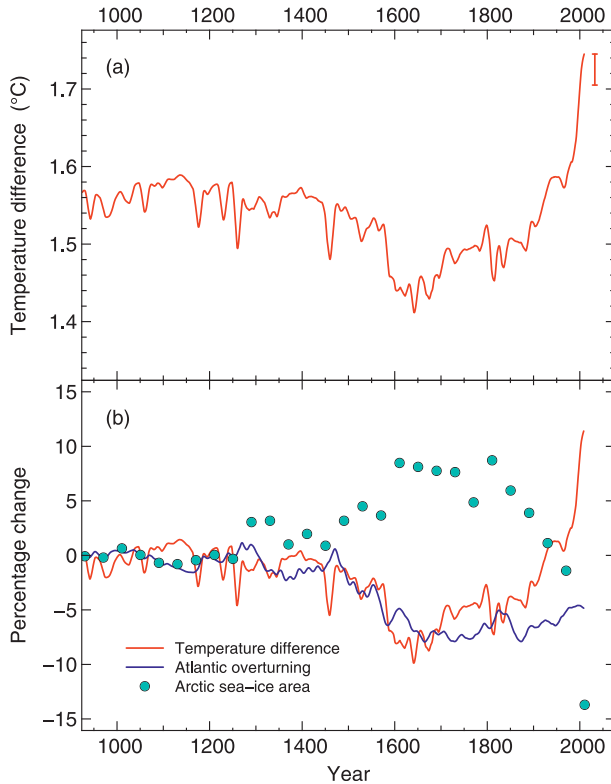 1000 1200 1400 1600 1800 2000
(a)
1.7
1.6
1.5
1.4
Temperature difference (°C)
(b)
15
10
5
0
−5
−10
−15
Percentage change
Temperature difference
Atlantic overturning
Arctic sea−ice area
1000 1200 1400 1600 1800 2000
Year